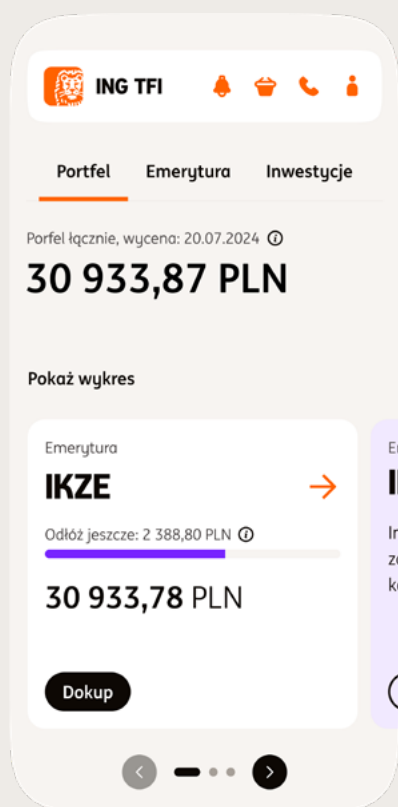 ING TFI
Portfel Emerytura Inwestycje
Porfel łącznie, wycena: 20.07.2024
30 933,87 PLN
Pokaż wykres
Emerytura
IKZE
Odłóż jeszcze: 2 388,80 PLN
30 933,78 PLN
Dokup